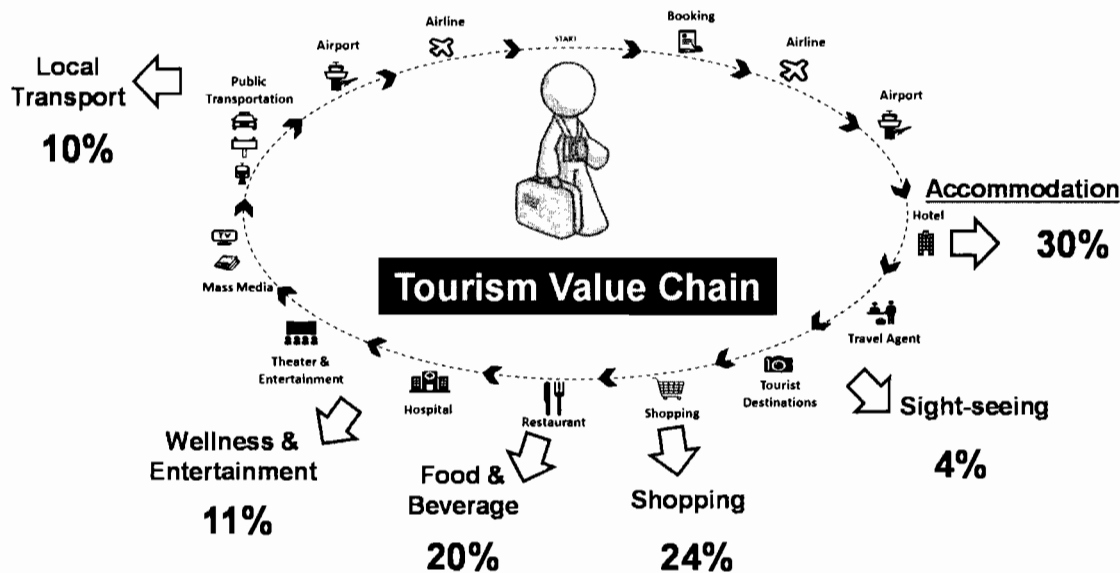 START
Booking
Airline
Airport
Accommodation
Hotel
30%
Travel Agent
Sight-seeing
4%
Tourist
Destinations
Shopping
Shopping
24%
Restaurant
Food &
Beverage
20%
Hospital
Theater &
Entertainment
Wellness &
Entertainment
11%
Mass Media
TV
Public
Transportation
Local
Transport
10%
Airport
Airline
Tourism Value Chain